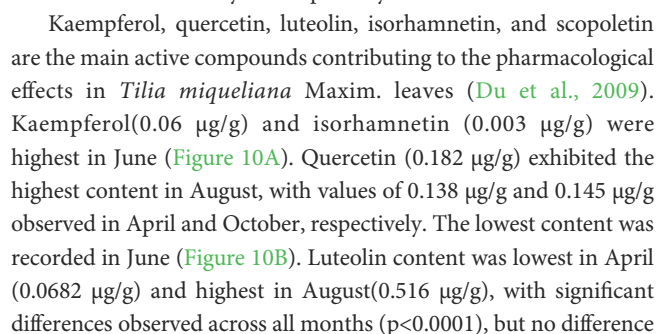 Kaempferol, quercetin, luteolin, isorhamnetin, and scopoletin
are the main active compounds contributing to the pharmacological
effects in Tilia miqueliana Maxim. leaves (Du et al., 2009).
Kaempferol(0.06 μg/g) and isorhamnetin (0.003 μg/g) were
highest in June (Figure 10A). Quercetin (0.182 μg/g) exhibited the
highest content in August, with values of 0.138 μg/g and 0.145 μg/g
observed in April and October, respectively. The lowest content was
recorded in June (Figure 10B). Luteolin content was lowest in April
(0.0682 μg/g) and highest in August(0.516 μg/g), with significant
differences observed across all months (p<0.0001), but no difference